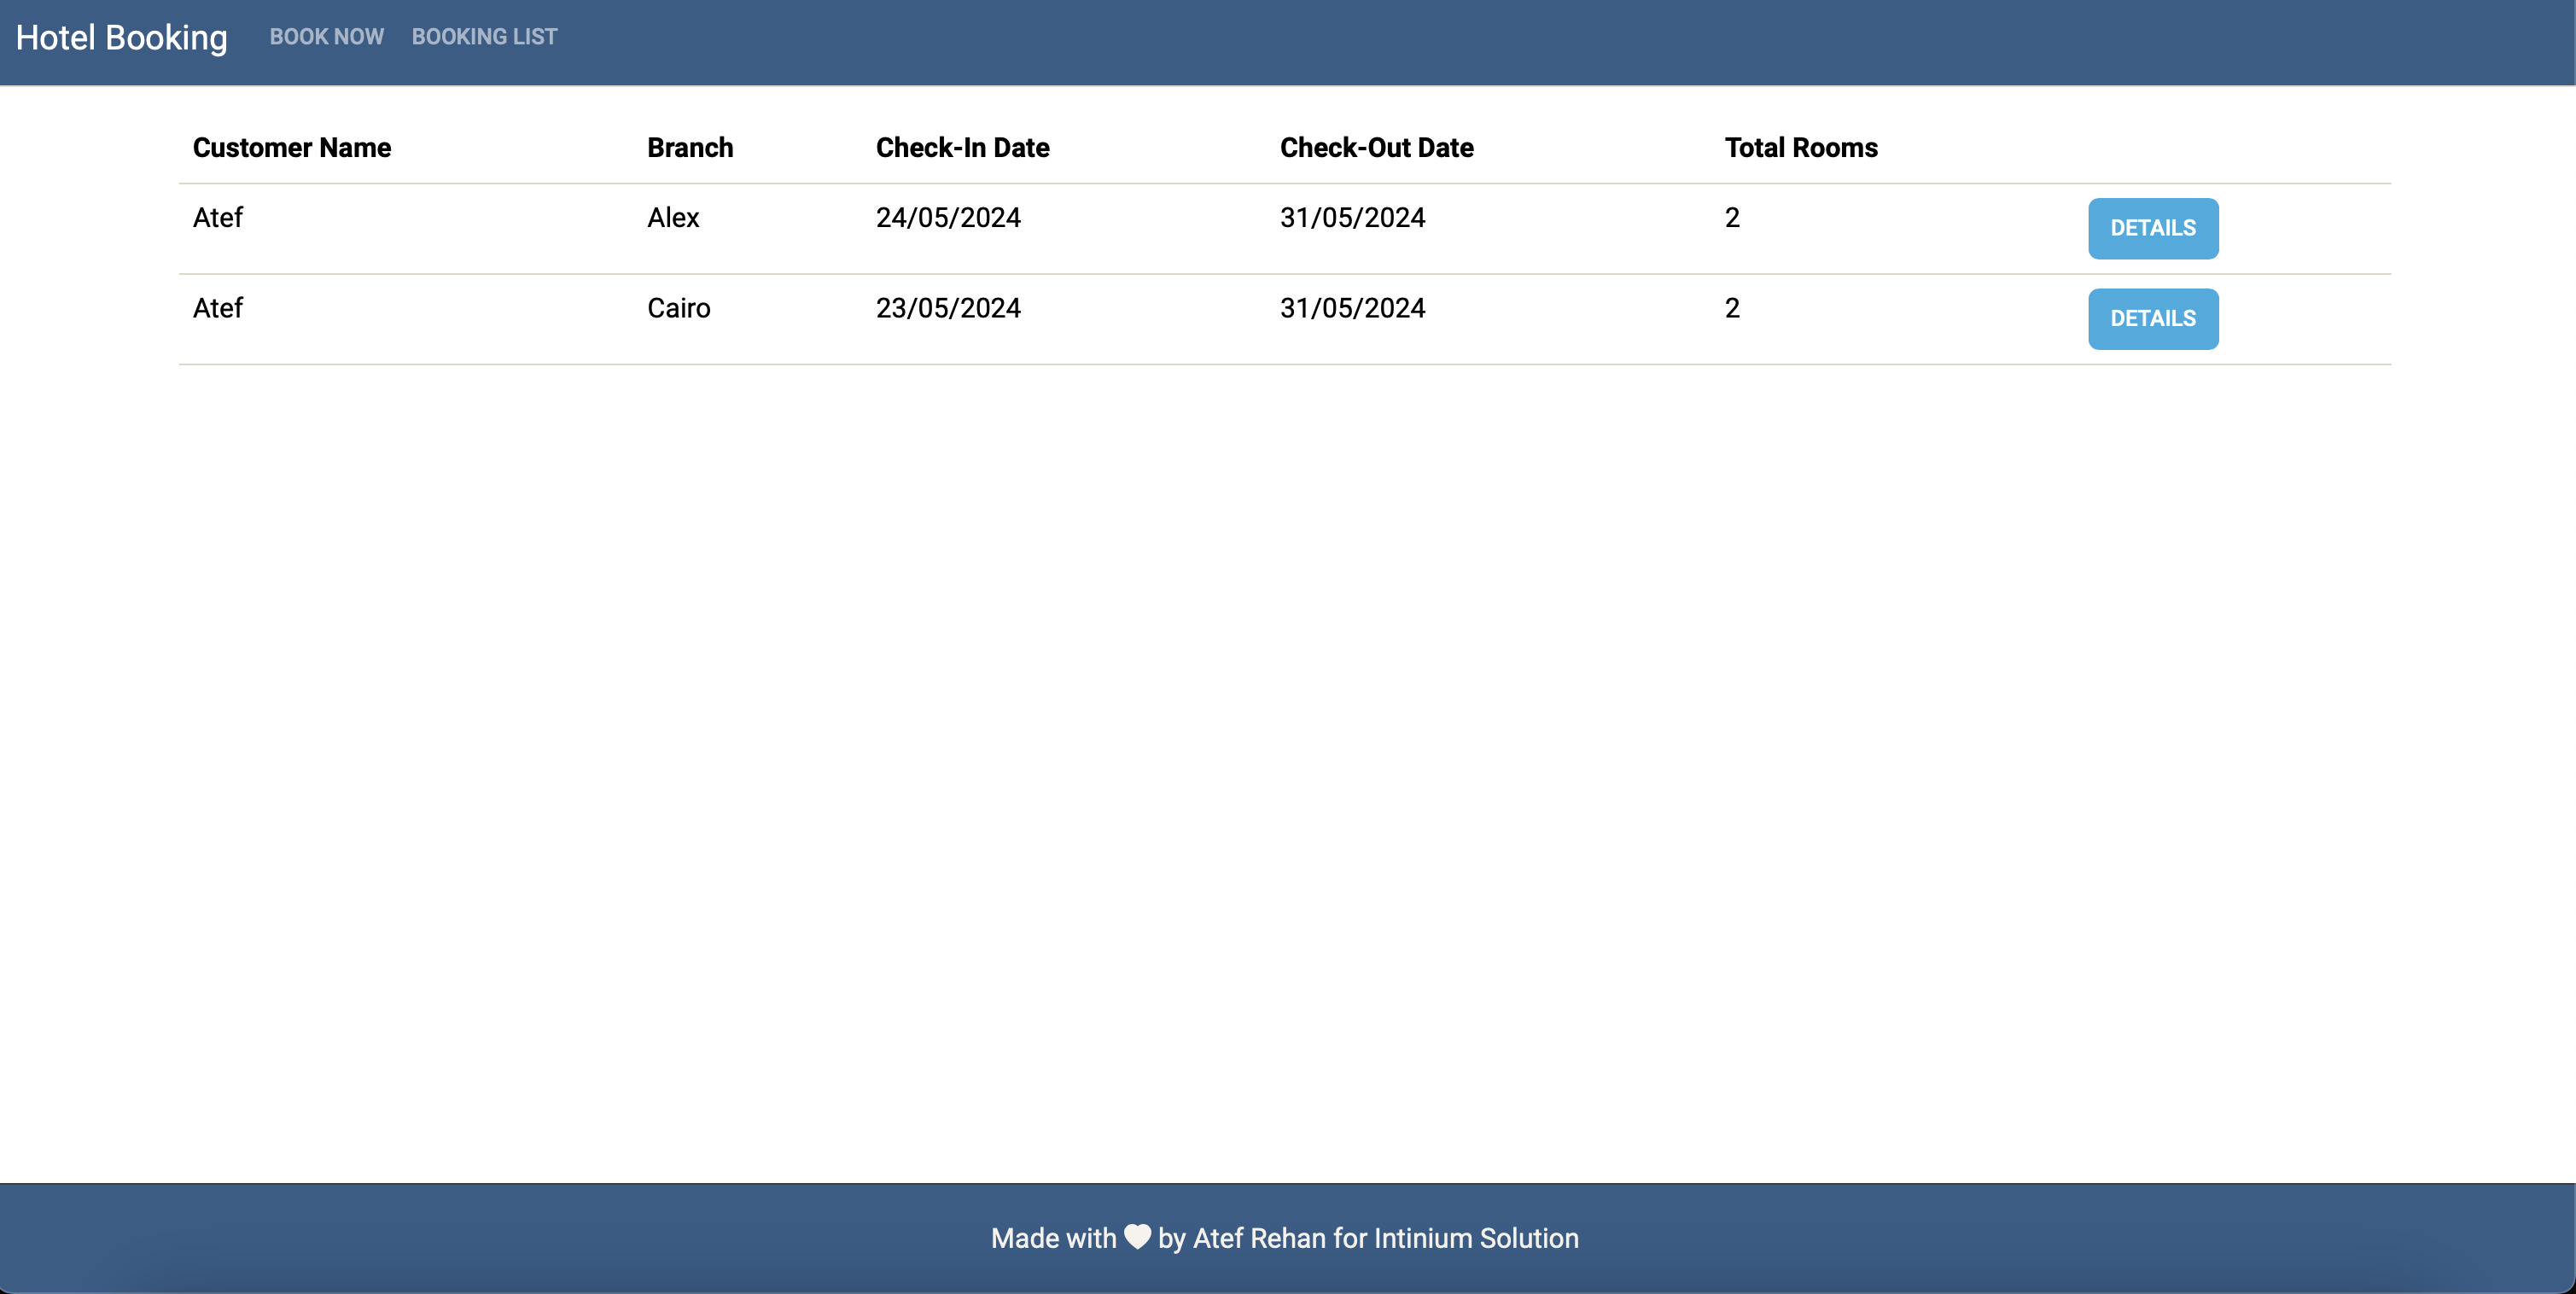 Hotel Booking BOOK NOW BOOKING LIST
Customer Name Branch Check-In Date Check-Out Date Total Rooms
Atef Alex 24/05/2024 31/05/2024 2 DETAILS
Atef Cairo 23/05/2024 31/05/2024 2 DETAILS
Made with by Atef Rehan for Intinium Solution